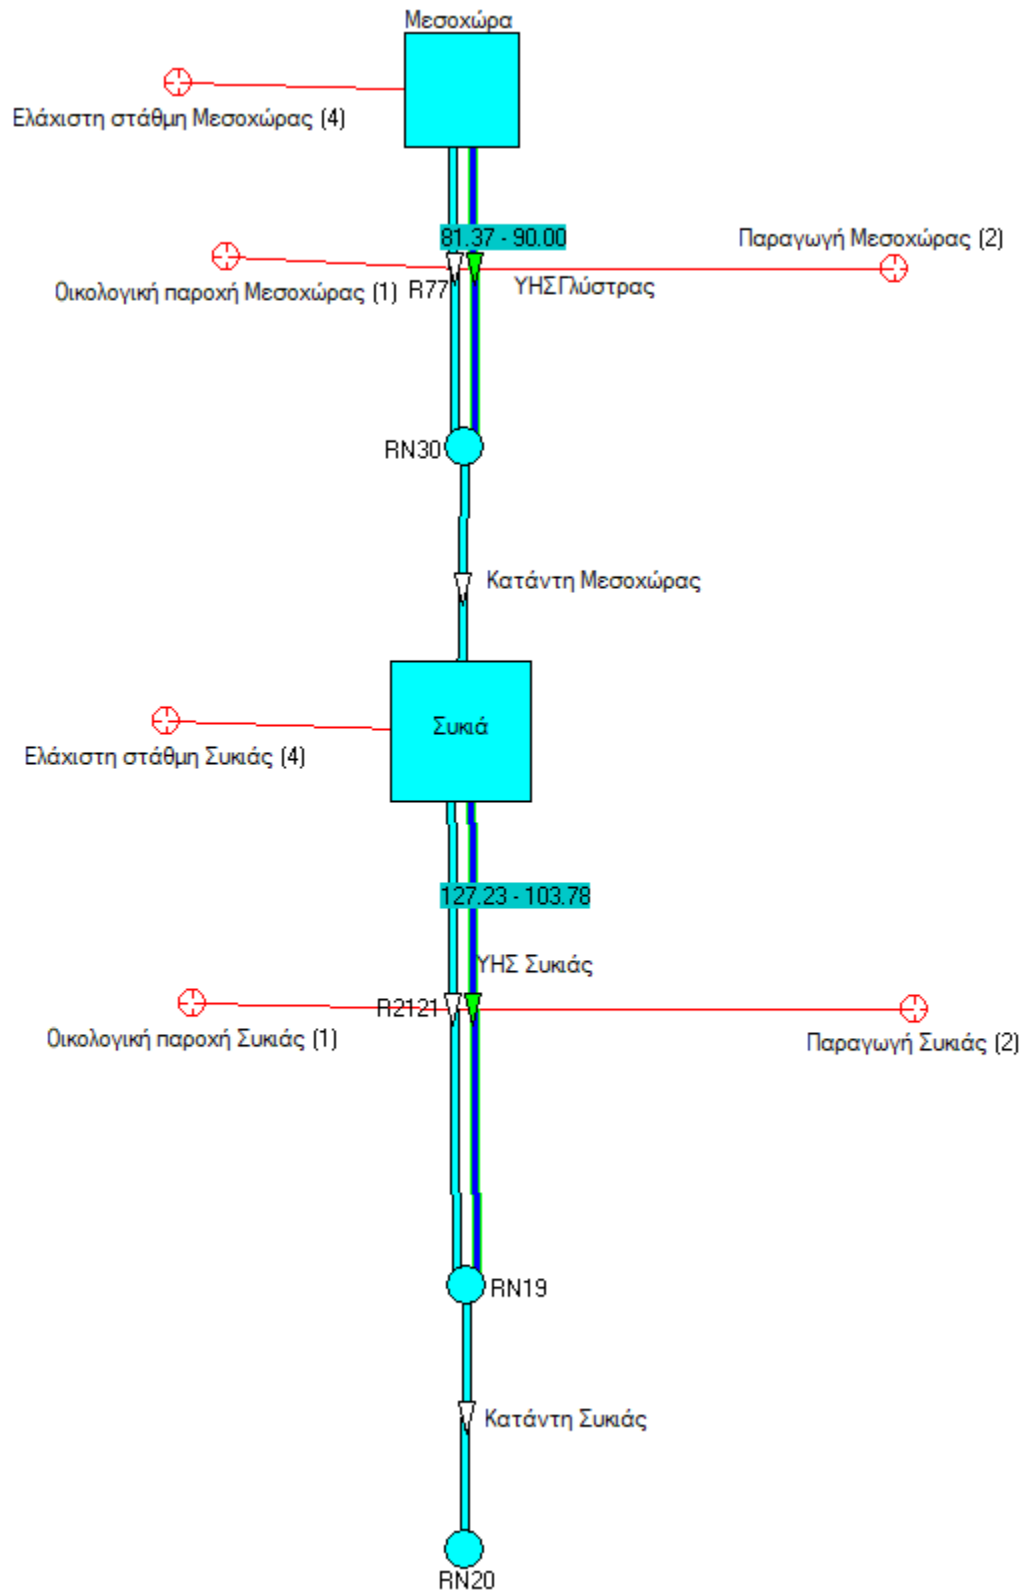 Μεσοχώρα
Ελάχιστη στάθμη Μεσοχώρας (4)
81.37 - 90.00
Παραγωγή Μεσοχώρας (2)
Οικολογική παροχή Μεσοχώρας (1)
R77
ΥΗΣΓλύστρας
RN30
Κατάντη Μεσοχώρας
Συκιά
Ελάχιστη στάθμη Συκιάς (4)
127.23 - 103.78
ΥΗΣ Συκιάς
R2121
Οικολογική παροχή Συκιάς (1)
Παραγωγή Συκιάς (2)
RN19
Κατάντη Συκιάς
RN20